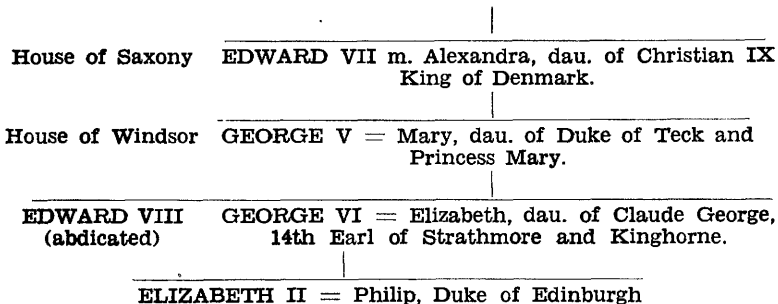 House of Saxony EDWARD VII m. Alexandra, dau. of Christian IX
King of Denmark.
House of Windsor GEORGE V = Mary, dau. of Duke of Teck and
Princess Mary.
EDWARD VIII GEORGE VI = Elizabeth, dau. of Claude George,
(abdicated) 14th Earl of Strathmore and Kinghorne.
ELIZABETH II = Philip, Duke of Edinburgh